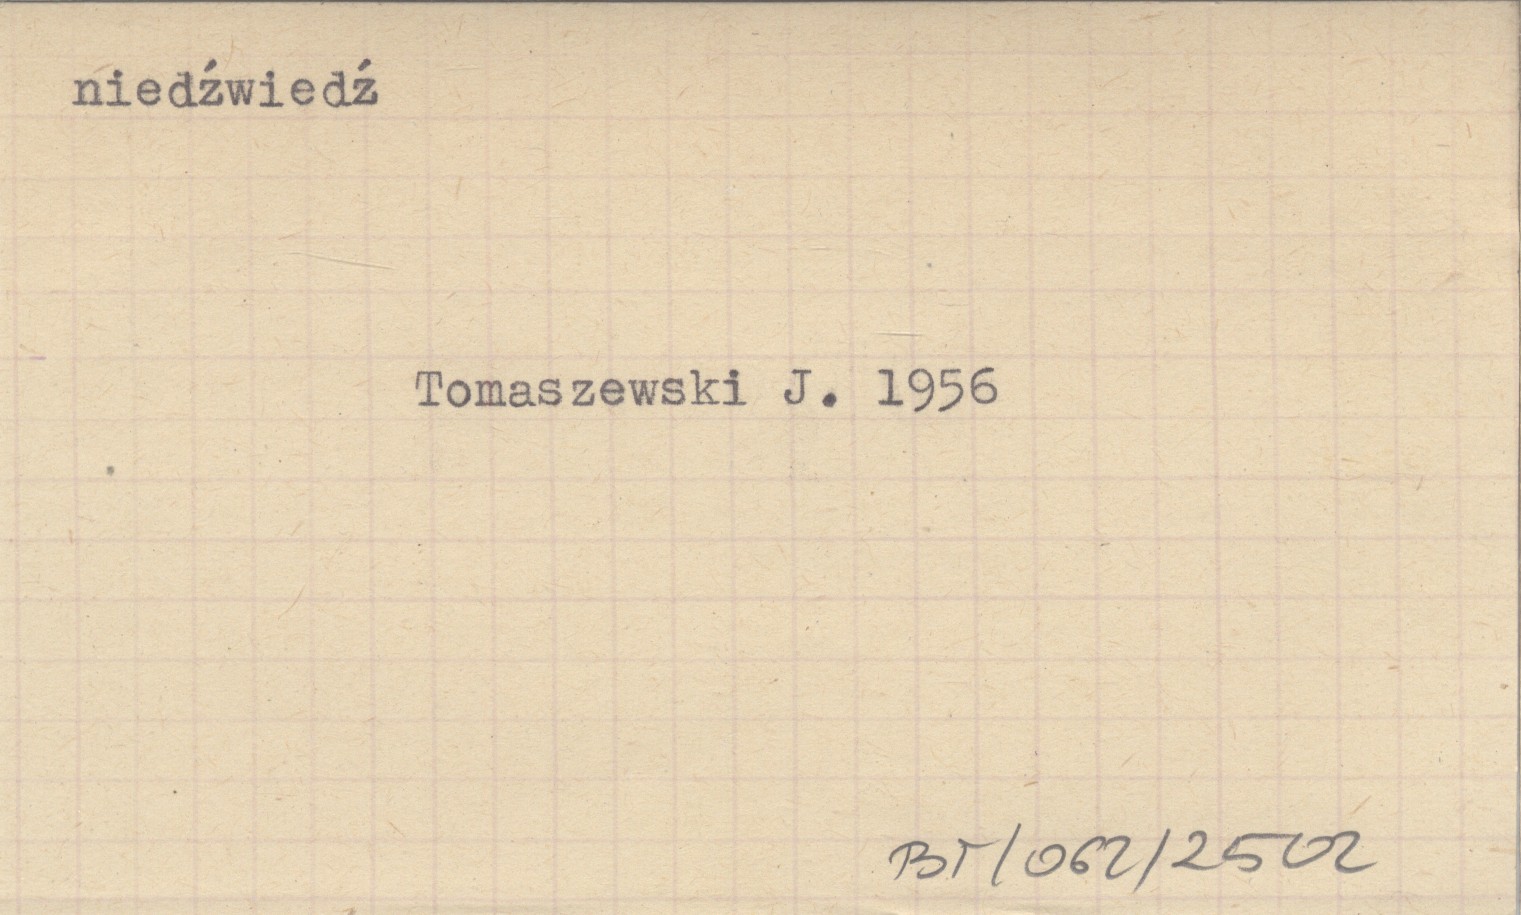 niedźwiedź
Tomaszewski J. 1956
BT/062/2502